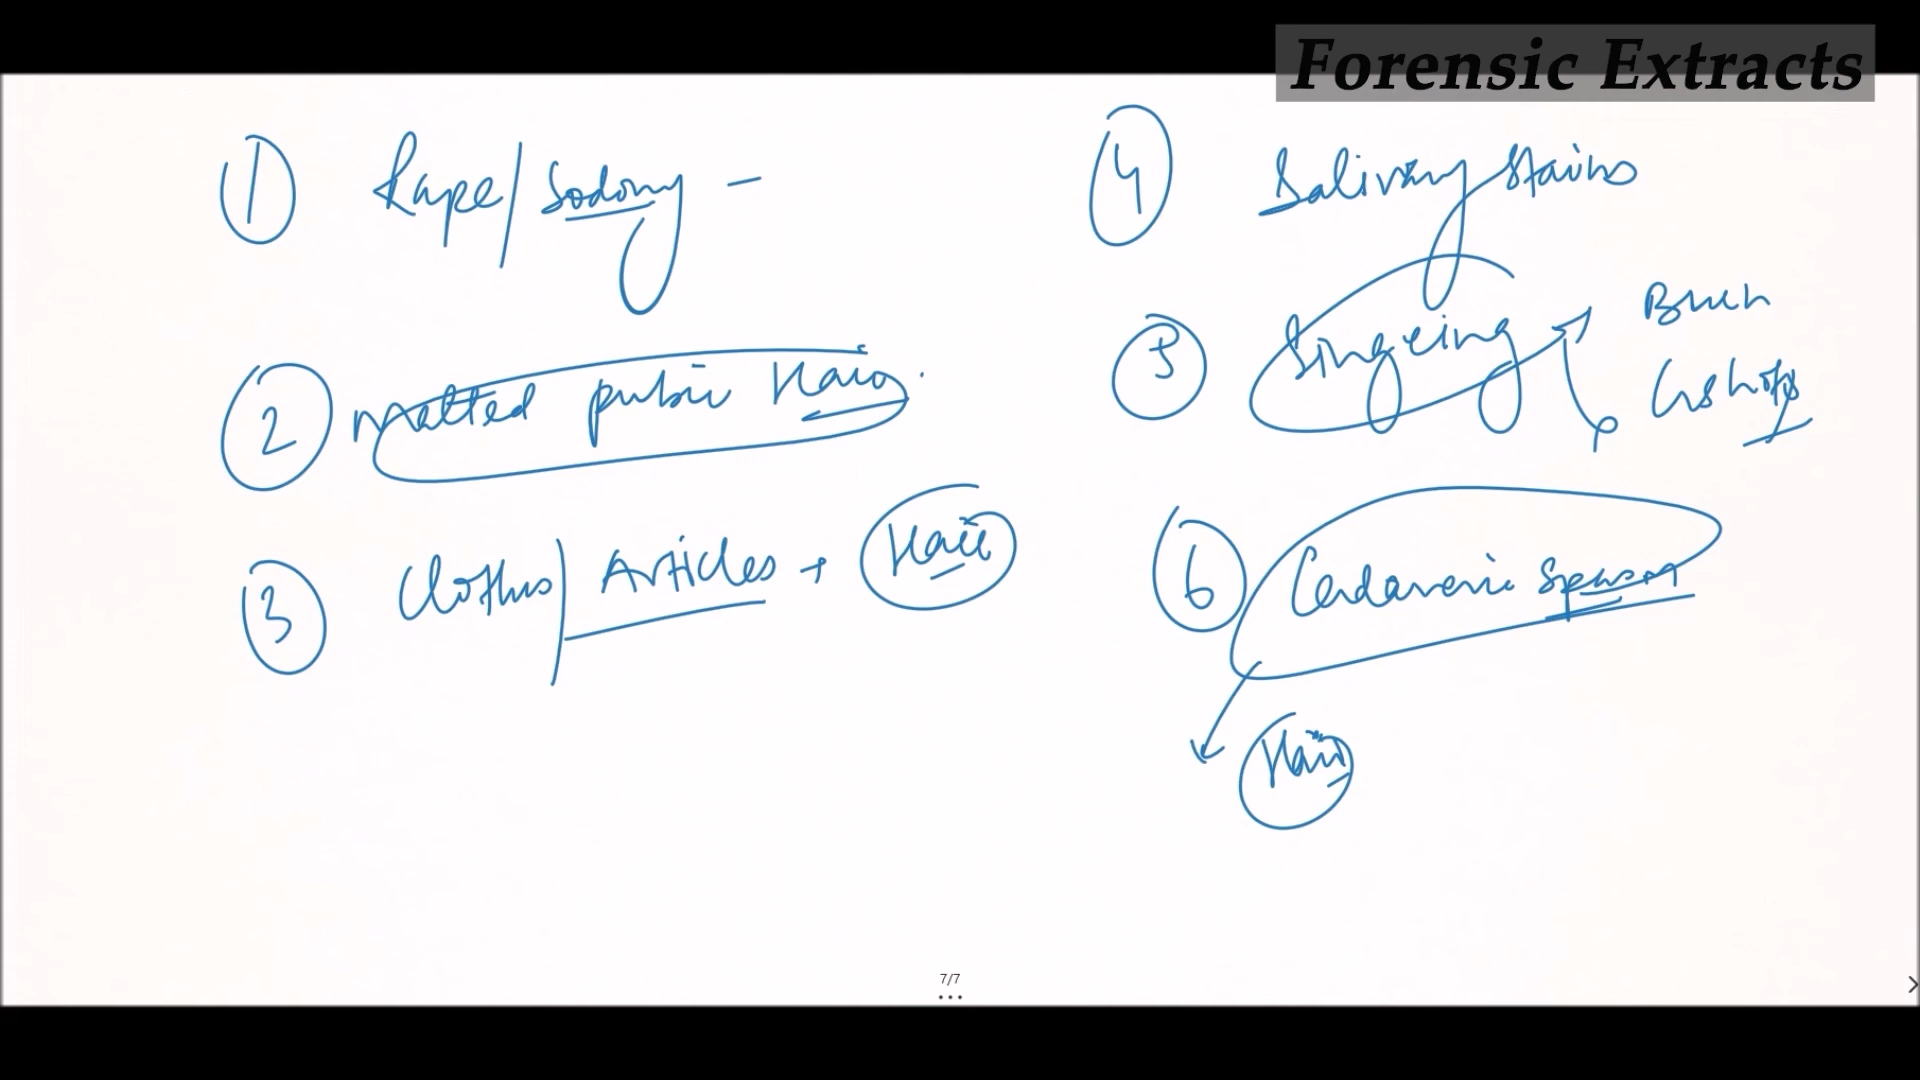 Forensic Extracts
1 Rape/Sodomy -
2 Matted pubic Hair.
3 Clothes/Articles + Hair
4 Salivary Stains
5 Singeing
Burn
6 Cadaveric Spasm
Hair
7/7